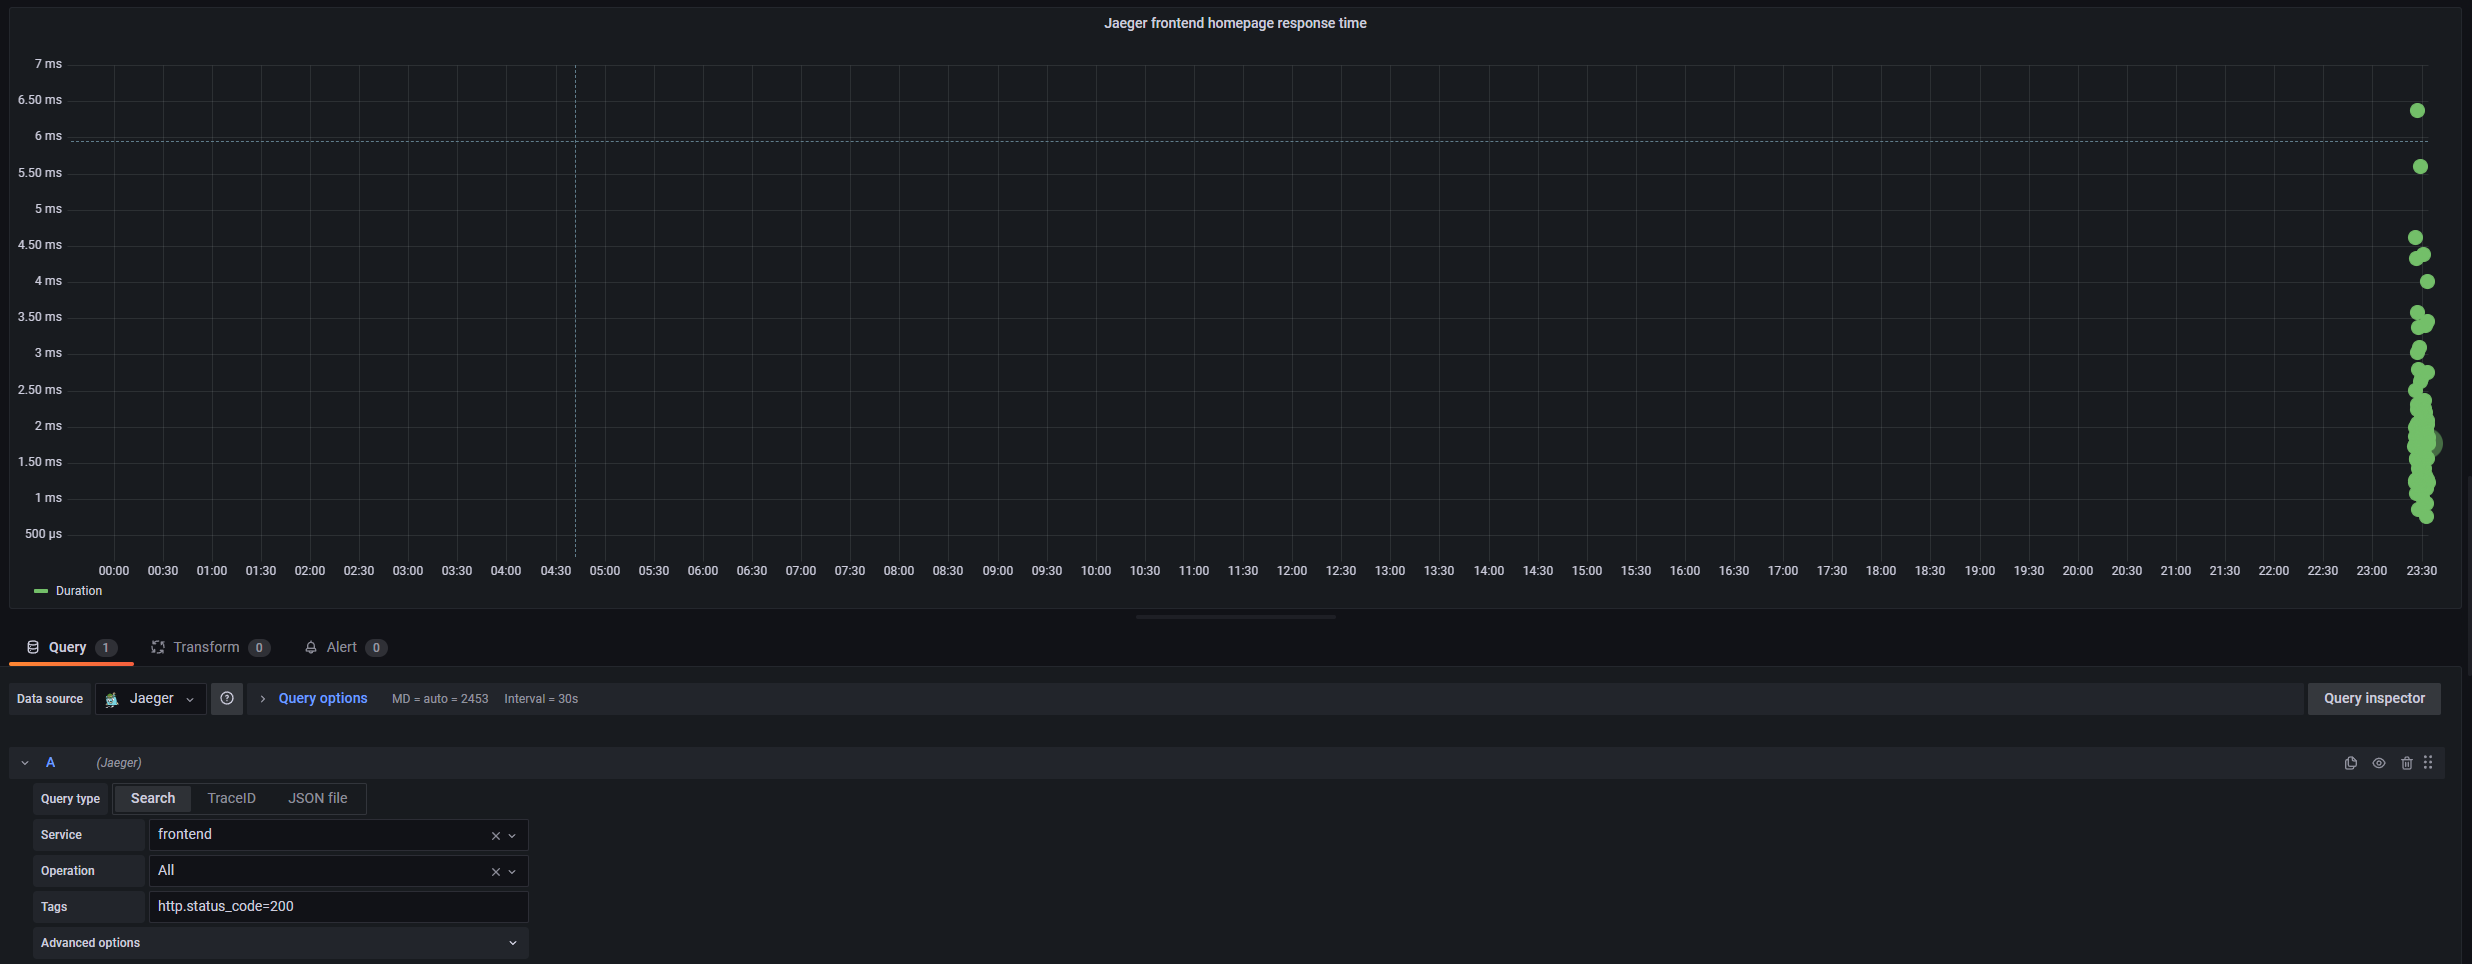 Jaeger frontend homepage response time
7 ms
6.50 ms
6 ms
5.50 ms
5 ms
4.50 ms
4 ms
3.50 ms
3 ms
2.50 ms
2 ms
1.50 ms
1 ms
500 µs
00:00 00:30 01:00 01:30 02:00 02:30 03:00 03:30 04:00 04:30 05:00 05:30 06:00 06:30 07:00 07:30 08:00 08:30 09:00 09:30 10:00 10:30 11:00 11:30 12:00 12:30 13:00 13:30 14:00 14:30 15:00 15:30 16:00 16:30 17:00 17:30 18:00 18:30 19:00 19:30 20:00 20:30 21:00 21:30 22:00 22:30 23:00 23:30
Duration
Query 1 Transform 0 Alert 0
Data source Jaeger Query options MD = auto = 2453 Interval = 30s Query inspector
A (Jaeger)
Query type Search TraceID JSON file
Service frontend
Operation All
Tags http.status_code=200
Advanced options